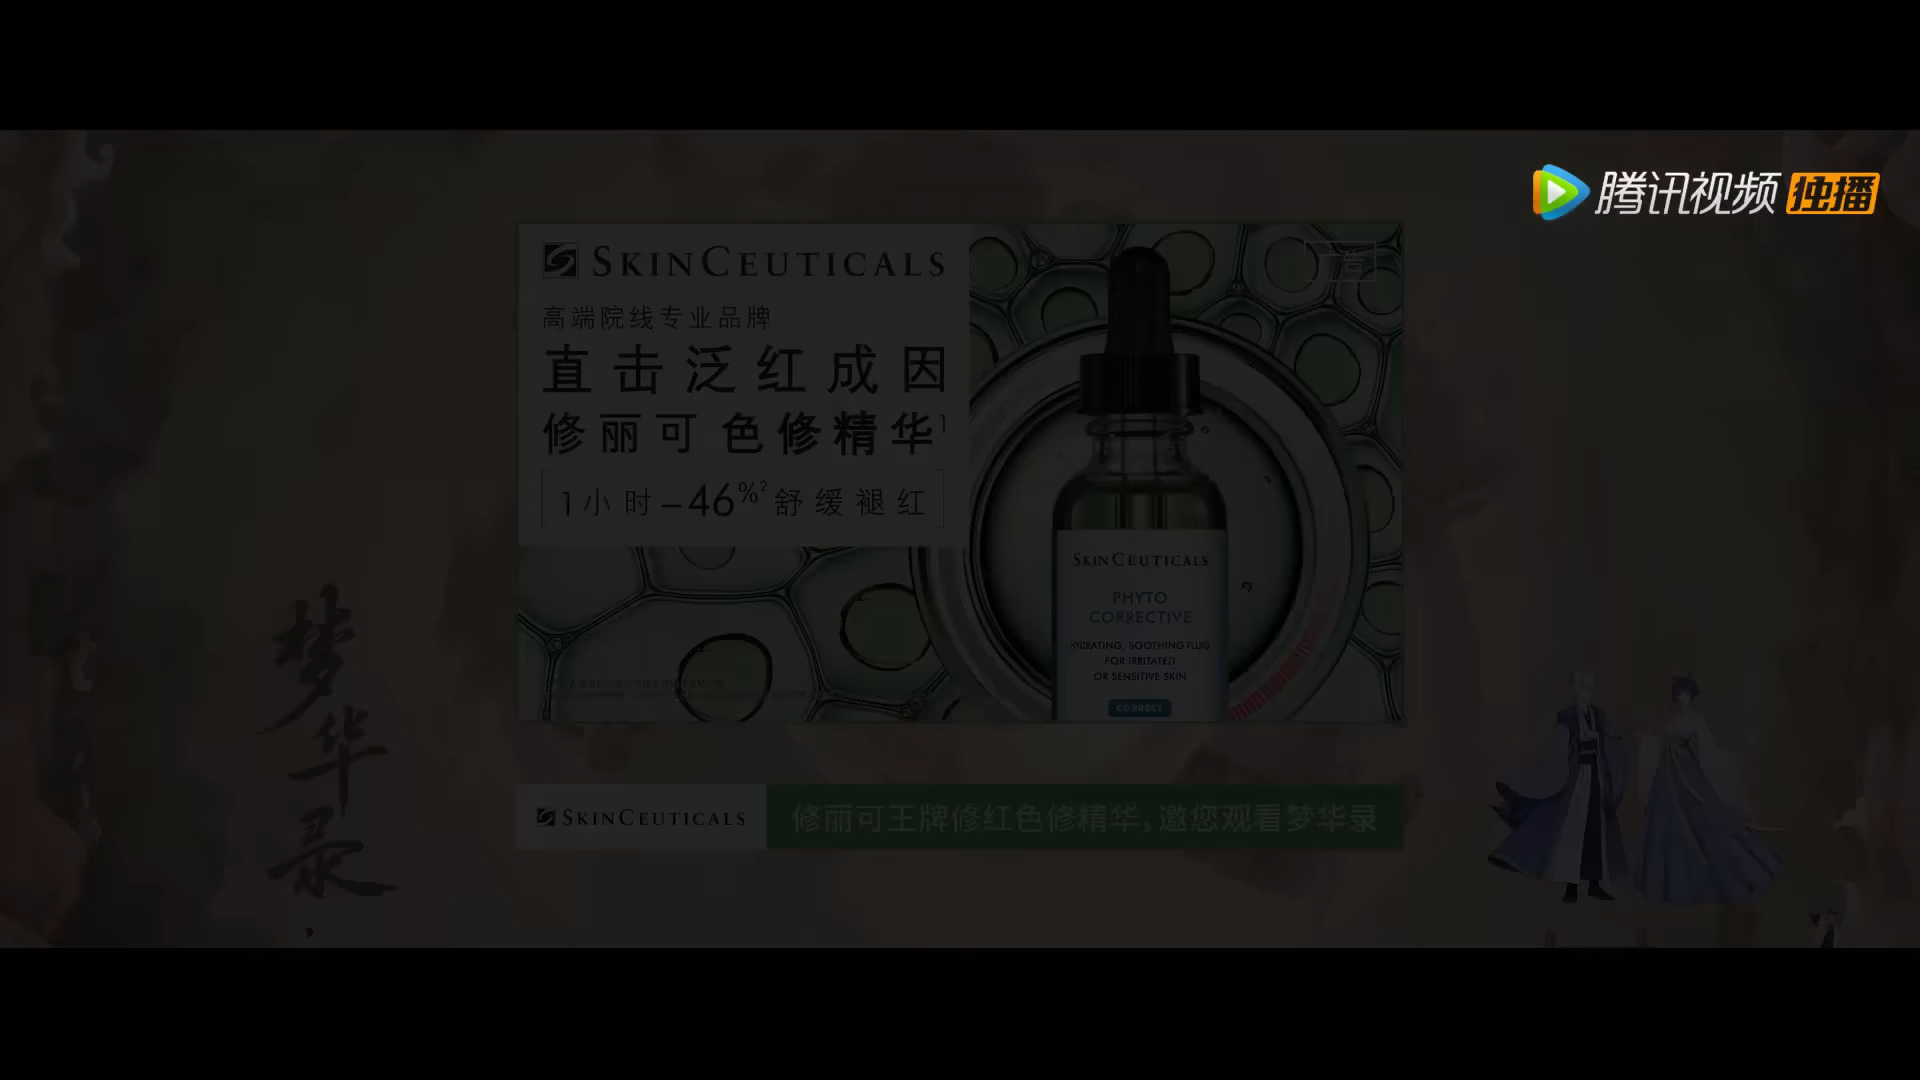 腾讯视频 独播
SKINCEUTICALS
广告
高端院线专业品牌
直击泛红成因
修丽可 色修精华1
1小时-46%2舒缓褪红
SKINCEUTICALS
PHYTO
CORRECTIVE
HYDRATING, SOOTHING FLUID
FOR IRRITATED
OR SENSITIVE SKIN
CORRECT
梦华录
SKINCEUTICALS 修丽可王牌修红色修精华,邀您观看梦华录